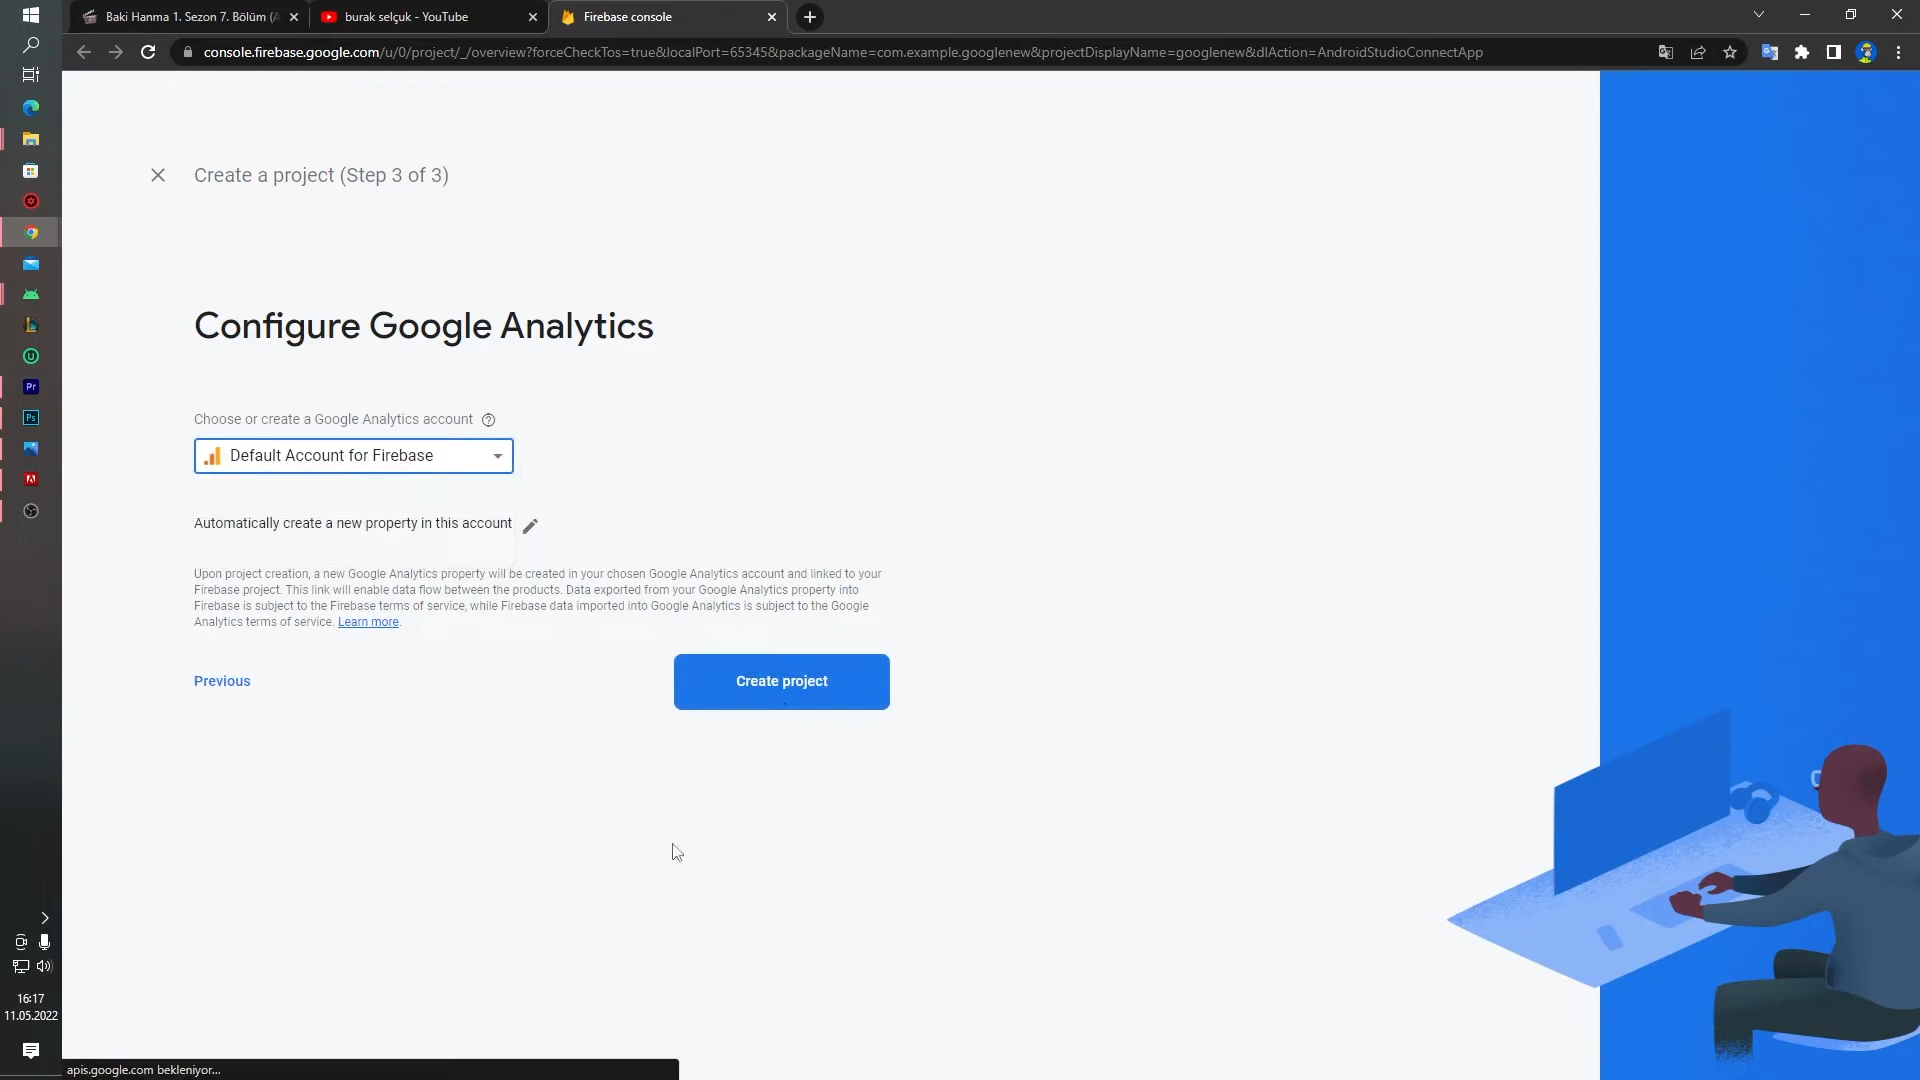 Baki Hanma 1. Sezon 7. Bölüm (A
burak selçuk - YouTube
Firebase console
console.firebase.google.com/u/0/project/_/overview?forceCheckTos=true&localPort=65345&packageName=com.example.googlenew&projectDisplayName=googlenew&dlAction=AndroidStudioConnectApp
Create a project (Step 3 of 3)
Configure Google Analytics
Choose or create a Google Analytics account
Default Account for Firebase
Automatically create a new property in this account
Upon project creation, a new Google Analytics property will be created in your chosen Google Analytics account and linked to your
Firebase project. This link will enable data flow between the products. Data exported from your Google Analytics property into
Firebase is subject to the Firebase terms of service, while Firebase data imported into Google Analytics is subject to the Google
Analytics terms of service. Learn more.
Previous
Create project
Pr
Ps
16:17
11.05.2022
apis.google.com bekleniyor...